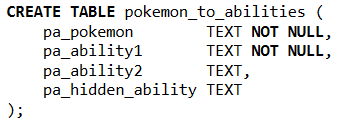 CREATE TABLE pokemon_to_abilities (
    pa_pokemon        TEXT NOT NULL,
    pa_ability1       TEXT NOT NULL,
    pa_ability2       TEXT,
    pa_hidden_ability TEXT
);